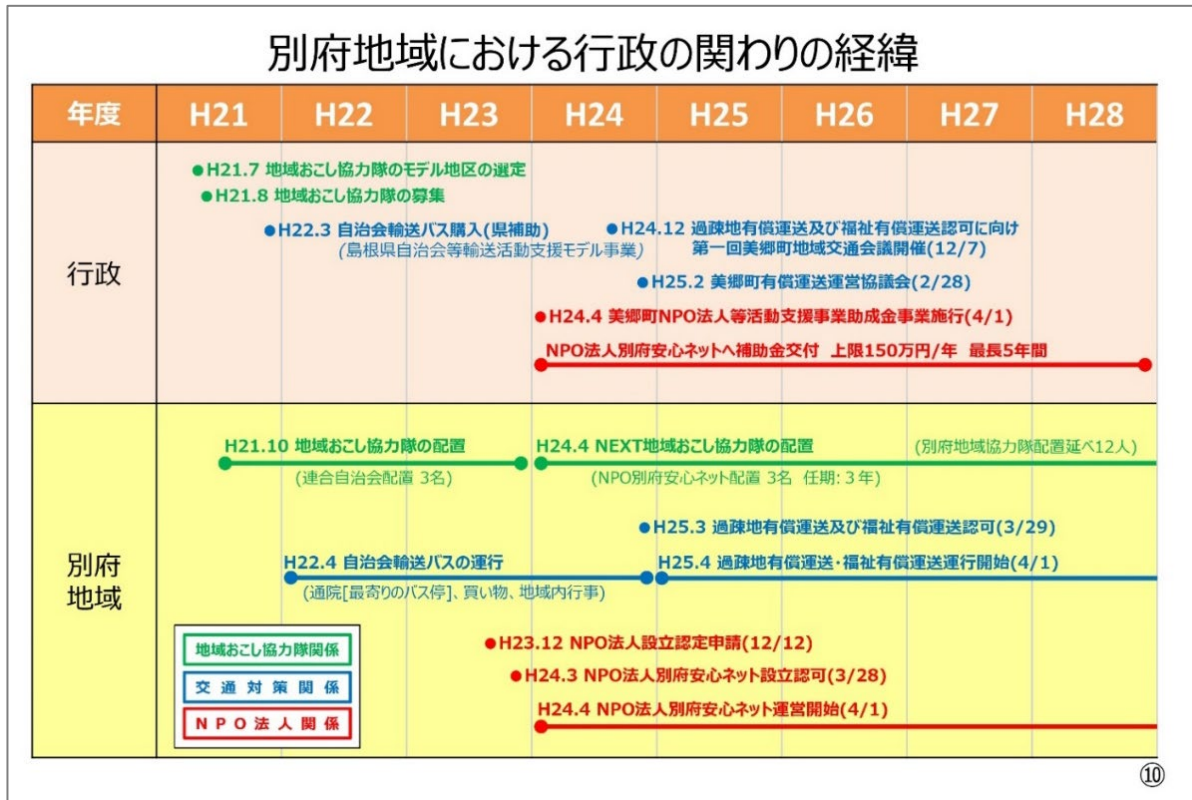 別府地域における行政の関わりの経緯
年度 H21 H22 H23 H24 H25 H26 H27 H28
行政
●H21.7 地域おこし協力隊のモデル地区の選定
●H21.8 地域おこし協力隊の募集
●H22.3 自治会輸送バス購入(県補助)
(島根県自治会等輸送活動支援モデル事業)
●H24.12 過疎地有償運送及び福祉有償運送認可に向け
第一回美郷町地域交通会議開催(12/7)
●H25.2 美郷町有償運送運営協議会(2/28)
●H24.4 美郷町NPO法人等活動支援事業助成金事業施行(4/1)
NPO法人別府安心ネットへ補助金交付 上限150万円/年 最長5年間
別府
地域
H21.10 地域おこし協力隊の配置
(連合自治会配置 3名)
H24.4 NEXT地域おこし協力隊の配置
(別府地域協力隊配置延べ12人)
(NPO別府安心ネット配置 3名 任期:3年)
●H25.3 過疎地有償運送及び福祉有償運送認可(3/29)
H22.4 自治会輸送バスの運行
(通院[最寄りのバス停]、買い物、地域内行事)
H25.4 過疎地有償運送・福祉有償運送運行開始(4/1)
●H23.12 NPO法人設立認定申請(12/12)
●H24.3 NPO法人別府安心ネット設立認可(3/28)
H24.4 NPO法人別府安心ネット運営開始(4/1)
地域おこし協力隊関係
交通対策関係
NPO法人関係
⑩